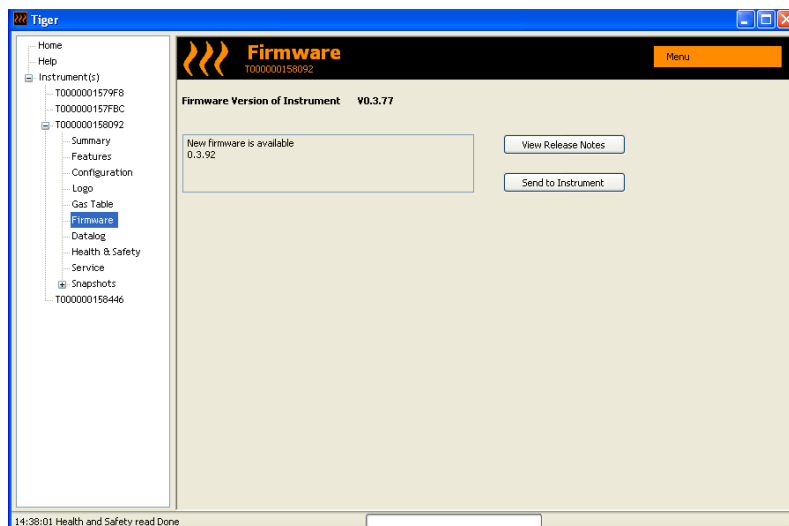 Tiger
Home
Help
Instrument(s)
T0000001579F8
T000000157FBC
T000000158092
Summary
Features
Configuration
Logo
Gas Table
Firmware
Datalog
Health & Safety
Service
Snapshots
T000000158446
Firmware
T000000158092
Menu
Firmware Version of Instrument V0.3.77
New firmware is available
0.3.92
View Release Notes
Send to Instrument
14:38:01 Health and Safety read Done